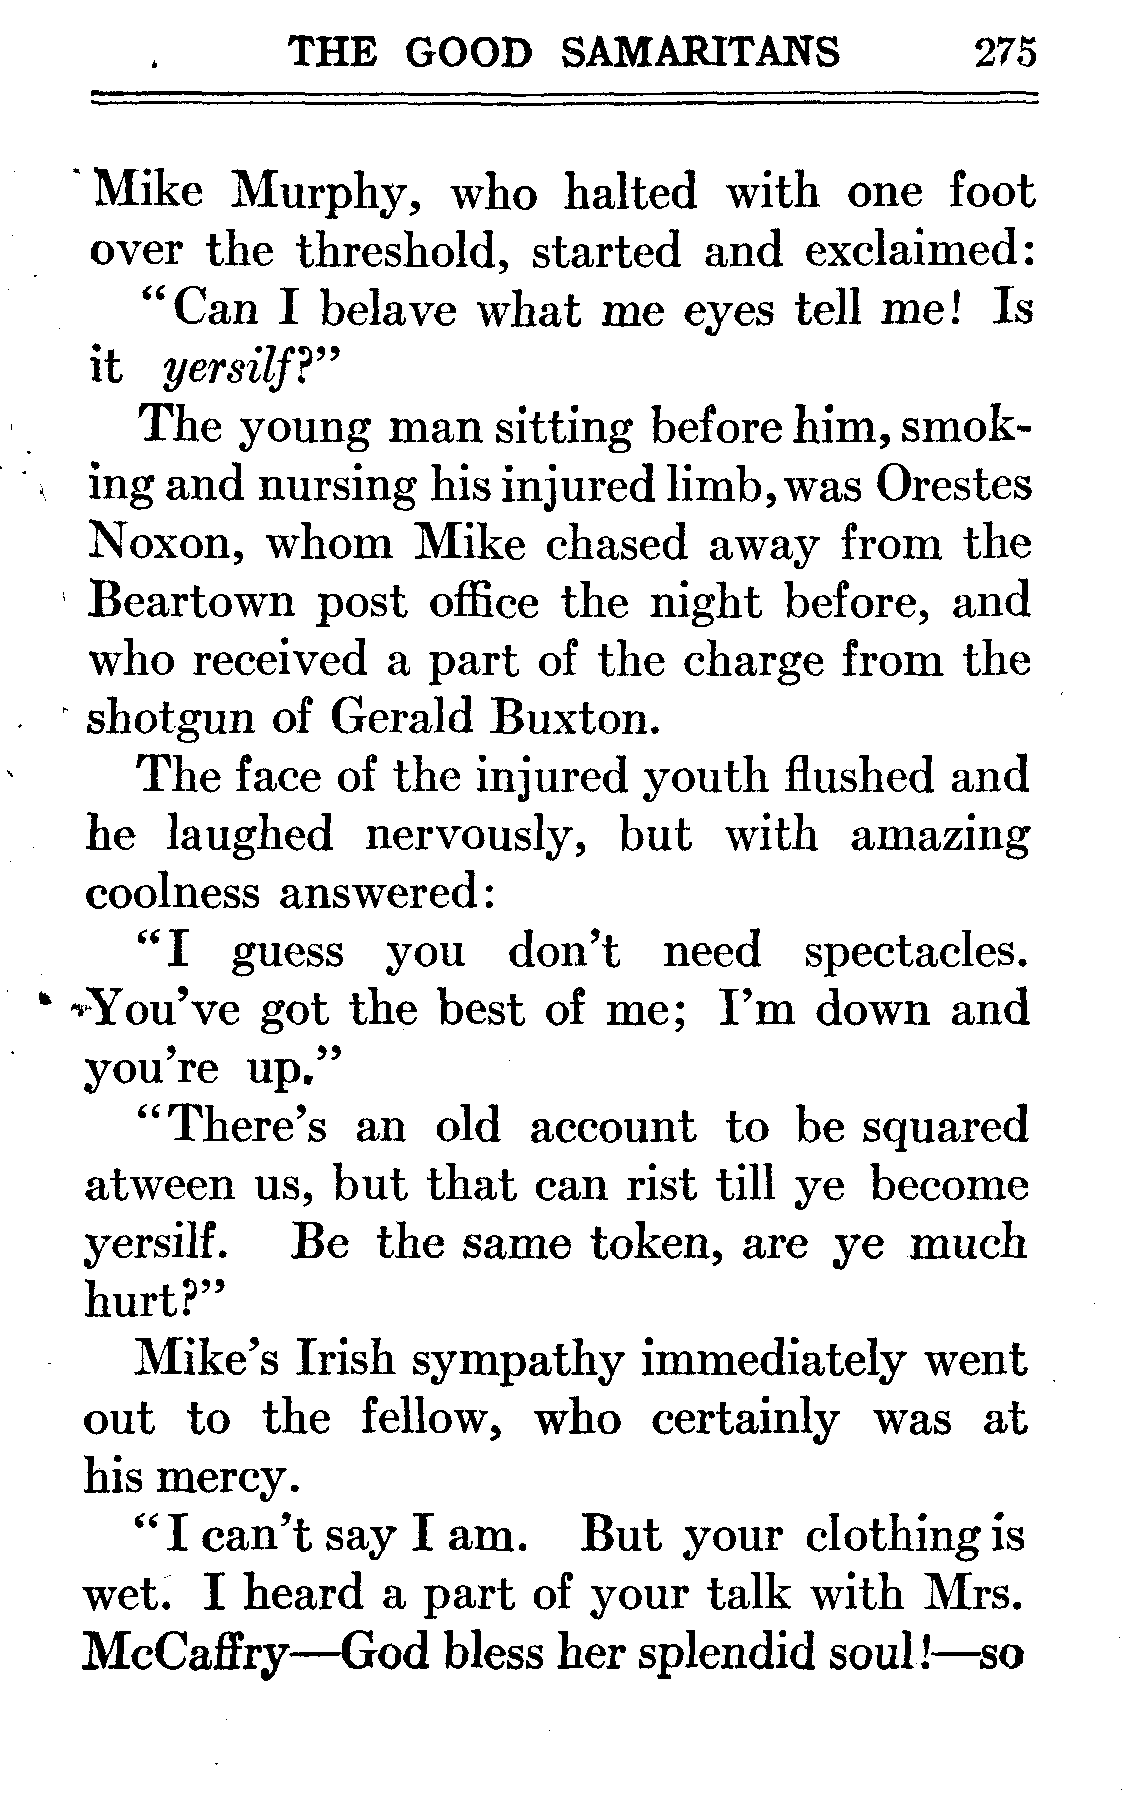 THE GOOD SAMARITANS 275
Mike Murphy, who halted with one foot
over the threshold, started and exclaimed:
“Can I belave what me eyes tell me! Is
it yersilf?”
The young man sitting before him, smok-
ing and nursing his injured limb, was Orestes
Noxon, whom Mike chased away from the
Beartown post office the night before, and
who received a part of the charge from the
shotgun of Gerald Buxton.
The face of the injured youth flushed and
he laughed nervously, but with amazing
coolness answered:
“I guess you don’t need spectacles.
You’ve got the best of me; I’m down and
you’re up.”
“There’s an old account to be squared
atween us, but that can rist till ye become
yersilf. Be the same token, are ye much
hurt?”
Mike’s Irish sympathy immediately went
out to the fellow, who certainly was at
his mercy.
“I can’t say I am. But your clothing is
wet. I heard a part of your talk with Mrs.
McCaffry—God bless her splendid soul!—so